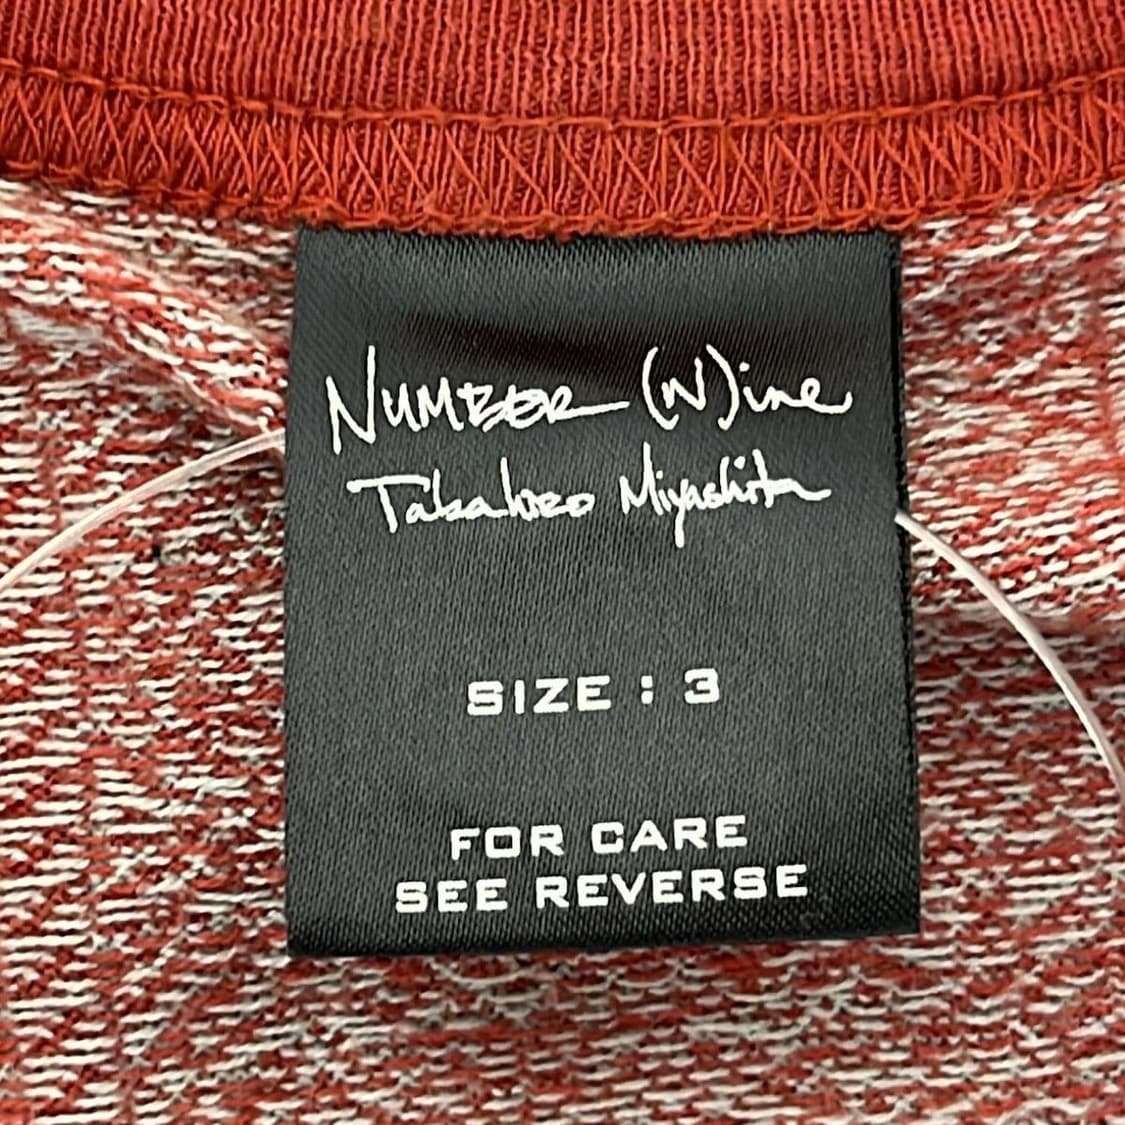 NUMBER (N)ine
Takahiro Miyashita
SIZE : 3
FOR CARE
SEE REVERSE